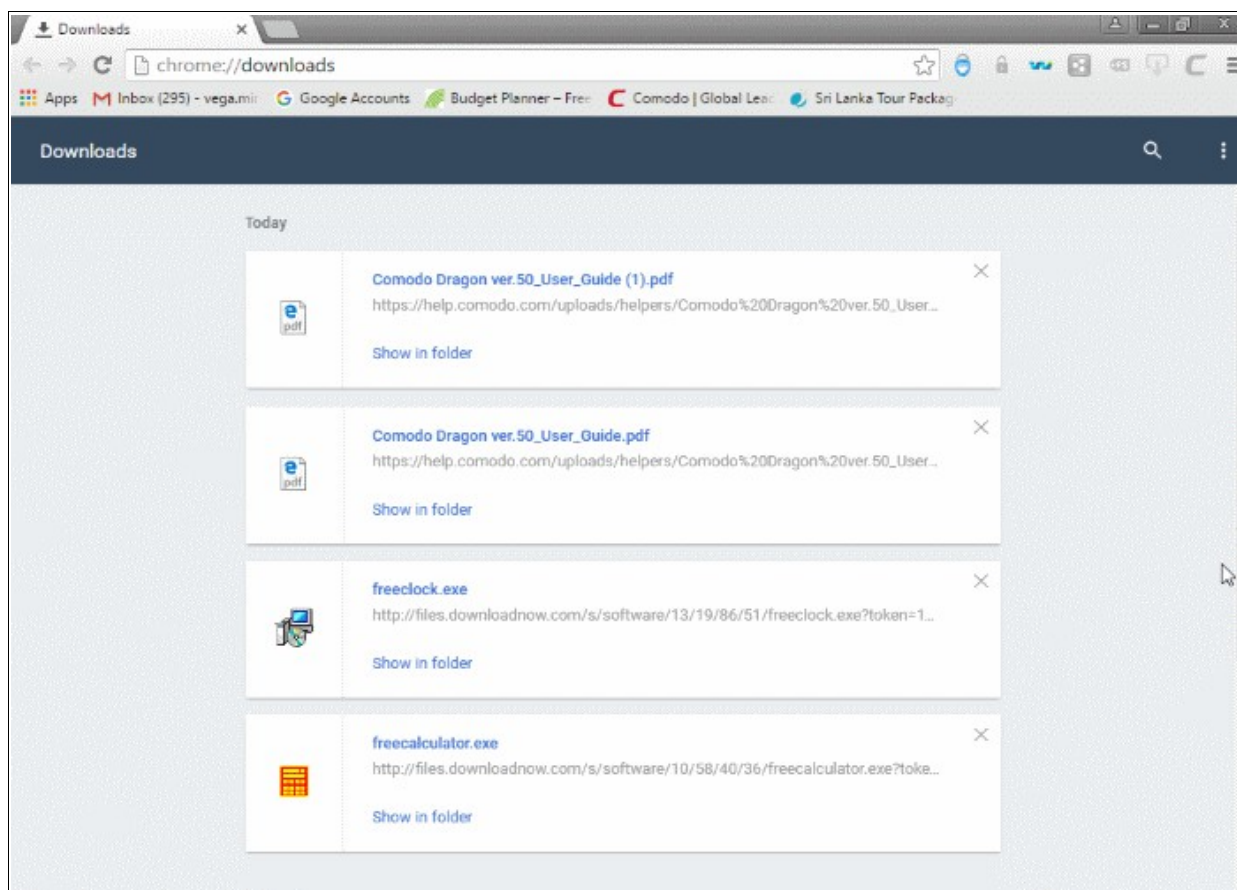 Downloads
chrome://downloads
Apps Inbox (295) - vega.mi Google Accounts Budget Planner – Free Comodo | Global Lea Sri Lanka Tour Packag
Downloads
Today
Comodo Dragon ver.50_User_Guide (1).pdf
https://help.comodo.com/uploads/helpers/Comodo%20Dragon%20ver.50_User...
pdf
Show in folder
Comodo Dragon ver.50_User_Guide.pdf
https://help.comodo.com/uploads/helpers/Comodo%20Dragon%20ver.50_User...
pdf
Show in folder
freeclock.exe
http://files.downloadnow.com/s/software/13/19/86/51/freeclock.exe?token=1...
Show in folder
freecalculator.exe
http://files.downloadnow.com/s/software/10/58/40/36/freecalculator.exe?toke...
Show in folder